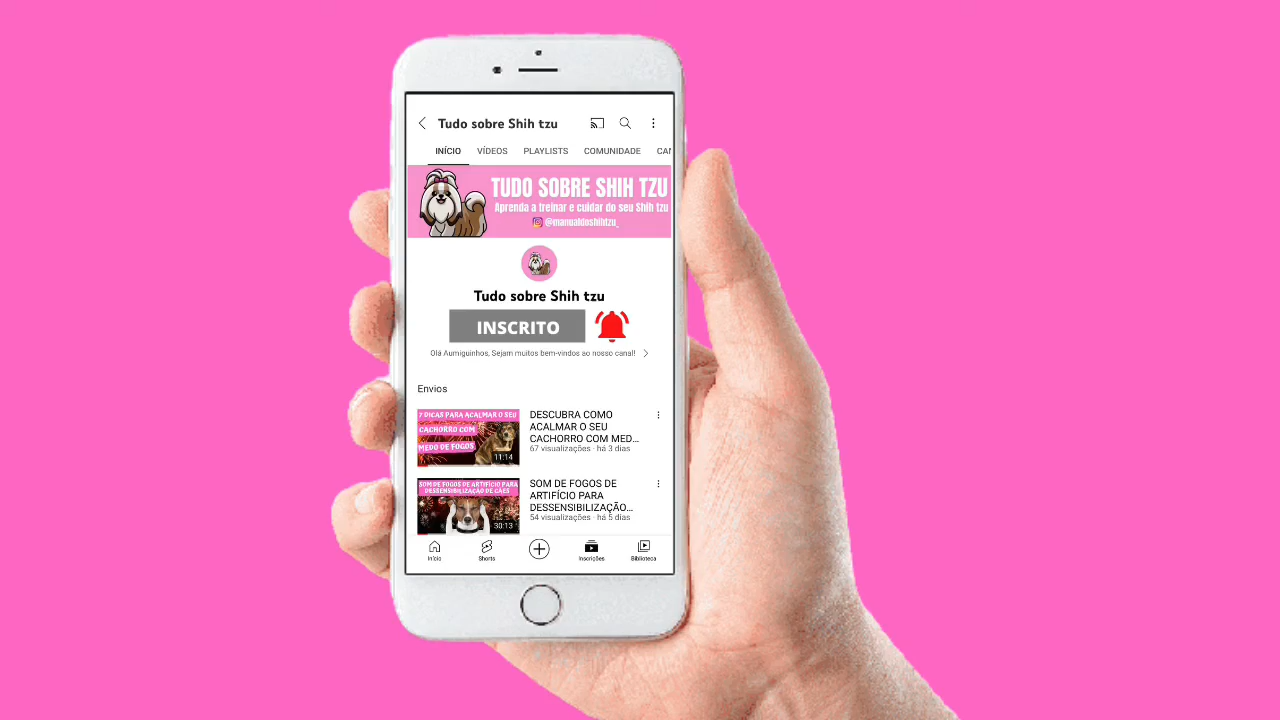 Tudo sobre Shih tzu
INÍCIO VÍDEOS PLAYLISTS COMUNIDADE CAN
TUDO SOBRE SHIH TZU
Aprenda a treinar e cuidar do seu Shih tzu
@manualdoshihtzu_
Tudo sobre Shih tzu
INSCRITO
Olá Aumiguinhos, Sejam muitos bem-vindos ao nosso canal!
Envios
7 DICAS PARA ACALMAR O SEU
CACHORRO COM
MEDO DE FOGOS
11:14
DESCUBRA COMO
ACALMAR O SEU
CACHORRO COM MED...
67 visualizações · há 3 dias
SOM DE FOGOS DE ARTIFÍCIO PARA
DESSENSIBILIZAÇÃO DE CÃES
30:13
SOM DE FOGOS DE
ARTIFÍCIO PARA
DESSENSIBILIZAÇÃO...
54 visualizações · há 5 dias
Início Shorts Inscrições Biblioteca